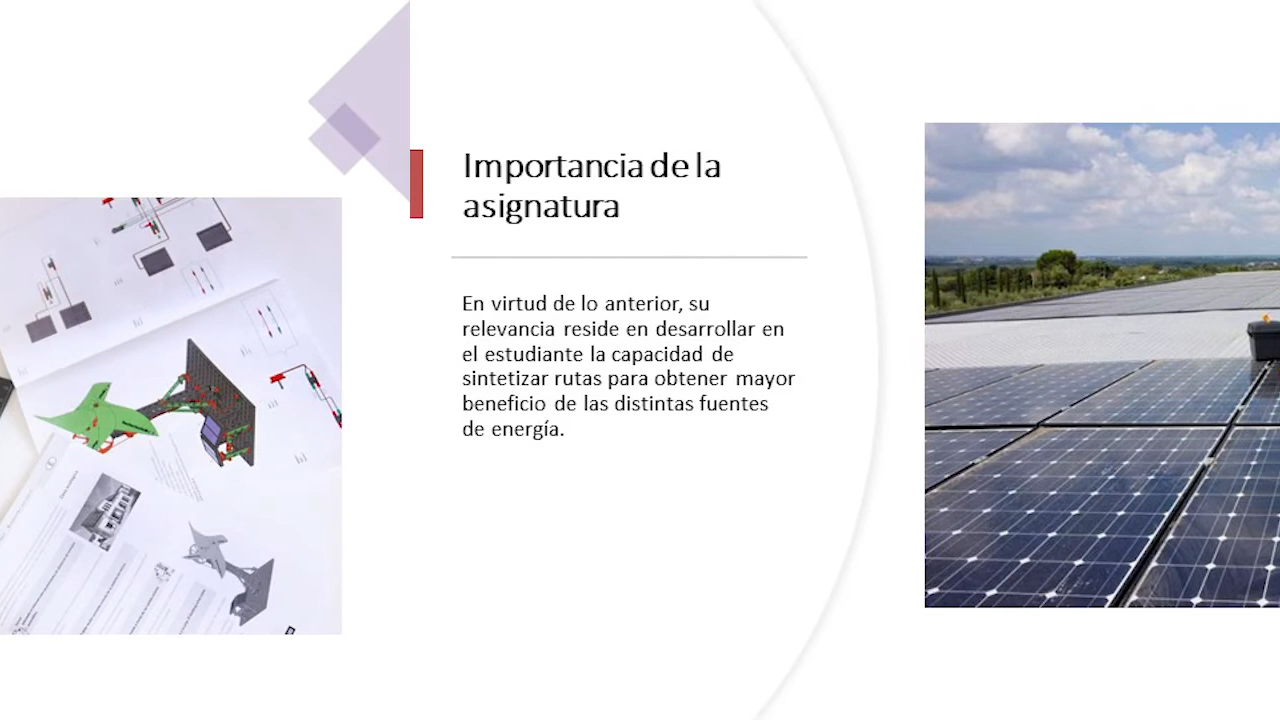 Importancia de la
asignatura
En virtud de lo anterior, su
relevancia reside en desarrollar en
el estudiante la capacidad de
sintetizar rutas para obtener mayor
beneficio de las distintas fuentes
de energía.